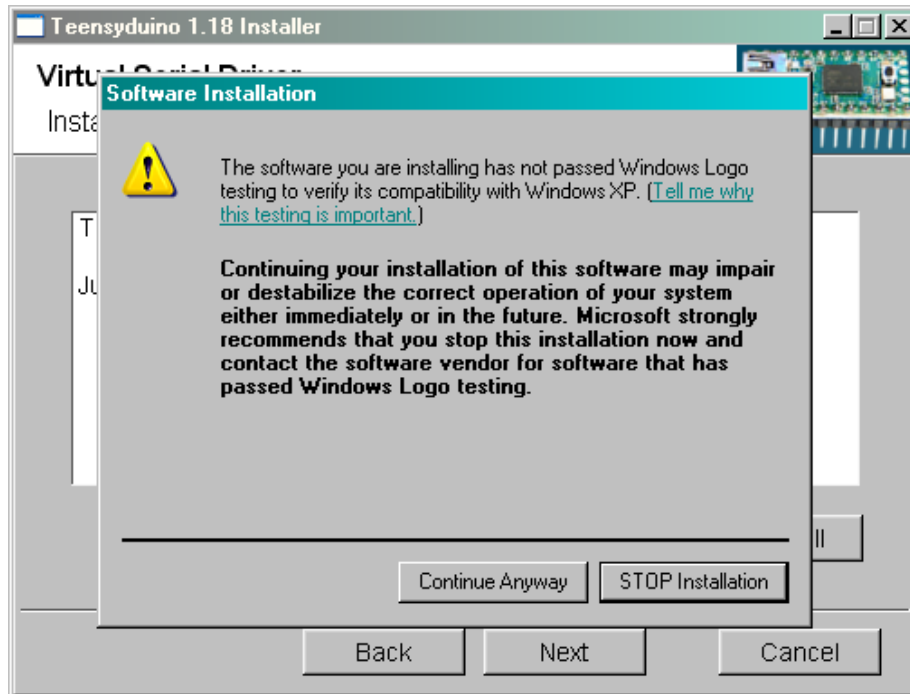 Teensyduino 1.18 Installer
Software Installation
The software you are installing has not passed Windows Logo
testing to verify its compatibility with Windows XP. (Tell me why
this testing is important.)
Continuing your installation of this software may impair
or destabilize the correct operation of your system
either immediately or in the future. Microsoft strongly
recommends that you stop this installation now and
contact the software vendor for software that has
passed Windows Logo testing.
Continue Anyway STOP Installation
Back Next Cancel